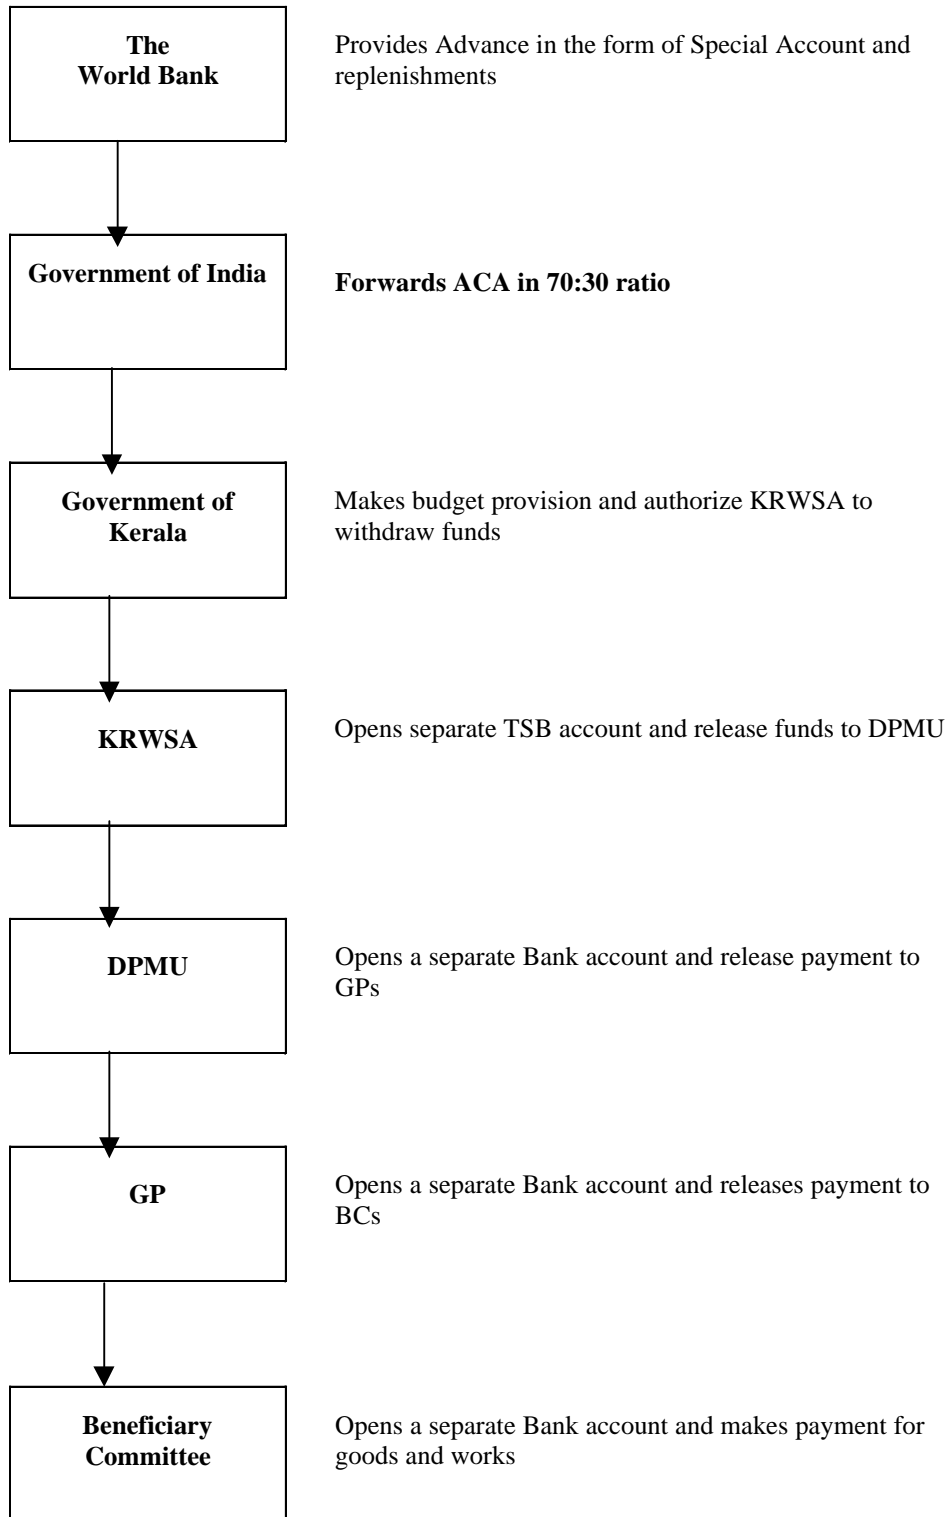 The
World Bank
Provides Advance in the form of Special Account and
replenishments
Government of India
Forwards ACA in 70:30 ratio
Government of
Kerala
Makes budget provision and authorize KRWSA to
withdraw funds
KRWSA
Opens separate TSB account and release funds to DPMU
DPMU
Opens a separate Bank account and release payment to
GPs
GP
Opens a separate Bank account and releases payment to
BCs
Beneficiary
Committee
Opens a separate Bank account and makes payment for
goods and works